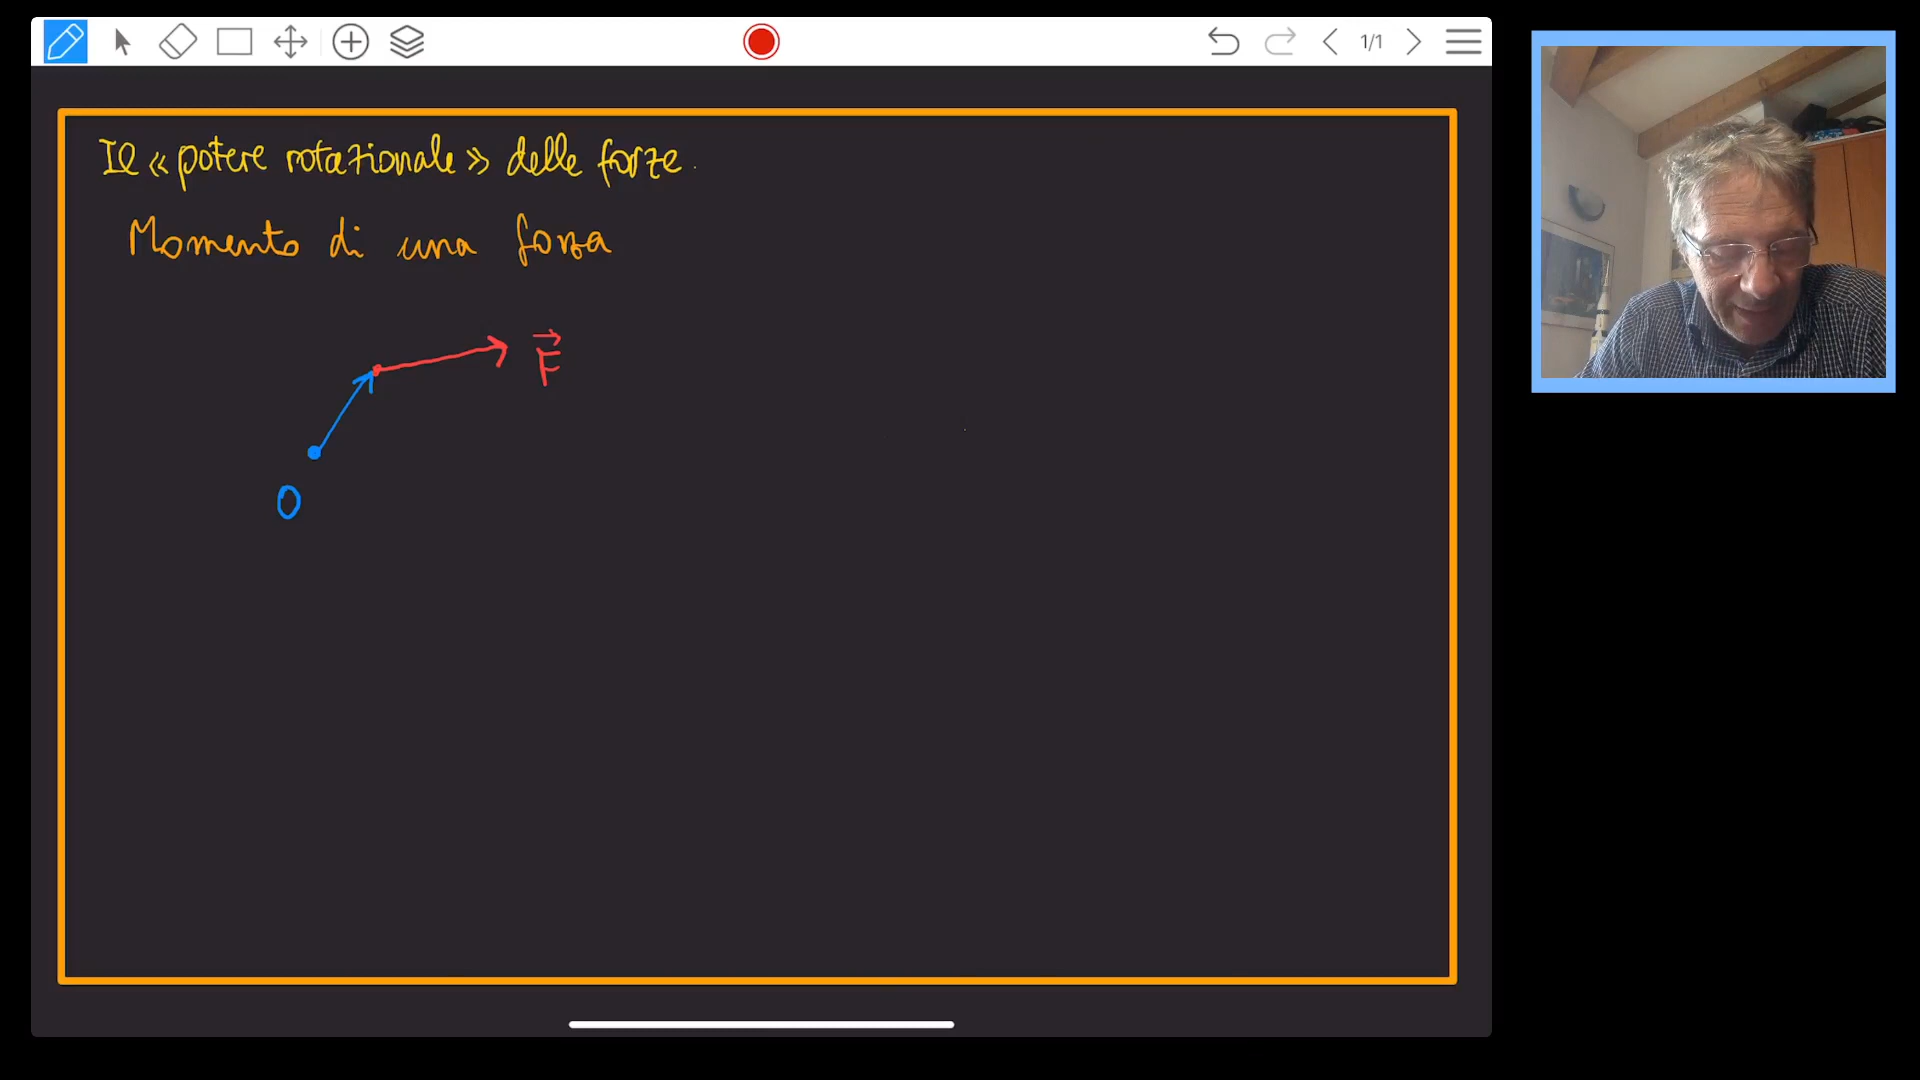 1/1
Il «potere rotazionale» delle forze.
Momento di una forza
F
O